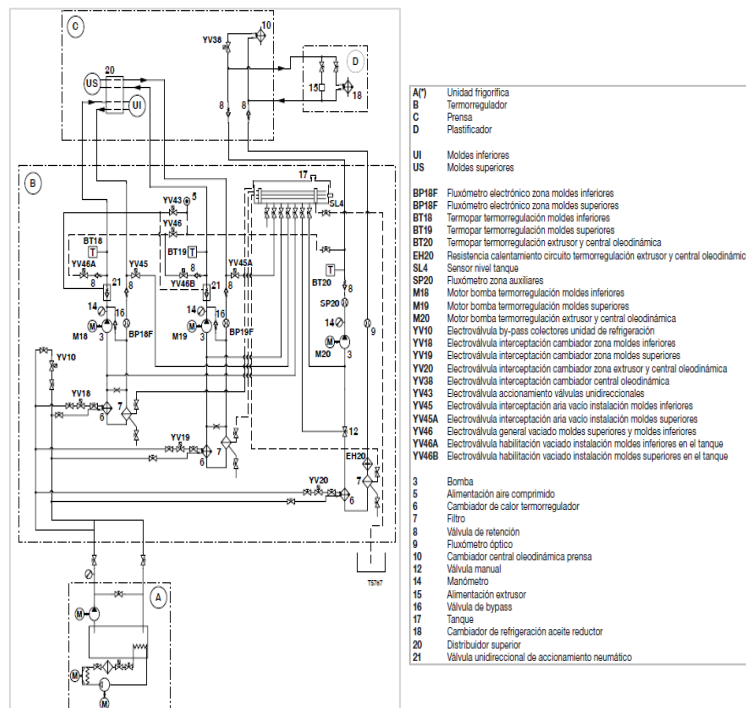 C
10
YV38
20
D
US
15
18
UI
8
8
8
8
B
17
YV43
5
SL4
YV46
BT18
T
YV45
BT19
T
YV45A
YV46A
BT20
T
8
21
8
YV46B
21
8
8
8
SP20
14
16
14
16
14
M
M
M
M18
3
BP18F
M19
3
BP19F
M20
3
9
YV10
YV18
7
12
6
YV19
7
EH20
6
YV20
7
6
T5767
A
M
M
M
A(*) Unidad frigorífica
B Termorregulador
C Prensa
D Plastificador
UI Moldes inferiores
US Moldes superiores
BP18F Fluxómetro electrónico zona moldes inferiores
BP18F Fluxómetro electrónico zona moldes superiores
BT18 Termopar termorregulación moldes inferiores
BT19 Termopar termorregulación moldes superiores
BT20 Termopar termorregulación extrusor y central oleodinámica
EH20 Resistencia calentamiento circuito termorregulación extrusor y central oleodinámica
SL4 Sensor nivel tanque
SP20 Fluxómetro zona auxiliares
M18 Motor bomba termorregulación moldes inferiores
M19 Motor bomba termorregulación moldes superiores
M20 Motor bomba termorregulación extrusor y central oleodinámica
YV10 Electroválvula by-pass colectores unidad de refrigeración
YV18 Electroválvula interceptación cambiador zona moldes inferiores
YV19 Electroválvula interceptación cambiador zona moldes superiores
YV20 Electroválvula interceptación cambiador zona extrusor y central oleodinámica
YV38 Electroválvula interceptación cambiador central oleodinámica
YV43 Electroválvula accionamiento válvulas unidireccionales
YV45 Electroválvula interceptación aria vacio instalación moldes inferiores
YV45A Electroválvula interceptación aria vacio instalación moldes superiores
YV46 Electroválvula general vaciado moldes superiores y moldes inferiores
YV46A Electroválvula habilitación vaciado instalación moldes inferiores en el tanque
YV46B Electroválvula habilitación vaciado instalación moldes superiores en el tanque
3 Bomba
5 Alimentación aire comprimido
6 Cambiador de calor termorregulador
7 Filtro
8 Válvula de retención
9 Fluxómetro óptico
10 Cambiador central oleodinámica prensa
12 Válvula manual
14 Manómetro
15 Alimentación extrusor
16 Válvula de bypass
17 Tanque
18 Cambiador de refrigeración aceite reductor
20 Distribuidor superior
21 Válvula unidireccional de accionamiento neumático